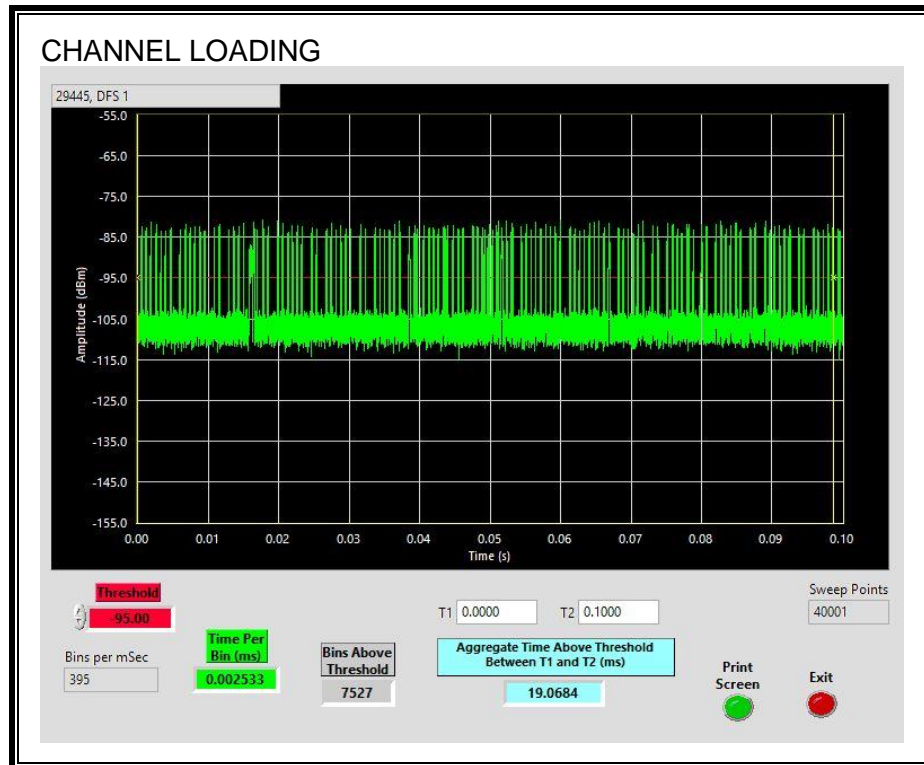 CHANNEL LOADING
29445, DFS 1
-55.0
-65.0
-75.0
-85.0
-95.0
-105.0
-115.0
-125.0
-135.0
-145.0
-155.0
Amplitude (dBm)
0.00 0.01 0.02 0.03 0.04 0.05 0.06 0.07 0.08 0.09 0.10
Time (s)
Threshold
-95.00
Bins per mSec
395
Time Per
Bin (ms)
0.002533
Bins Above
Threshold
7527
T1 0.0000 T2 0.1000
Aggregate Time Above Threshold
Between T1 and T2 (ms)
19.0684
Sweep Points
40001
Print
Screen
Exit